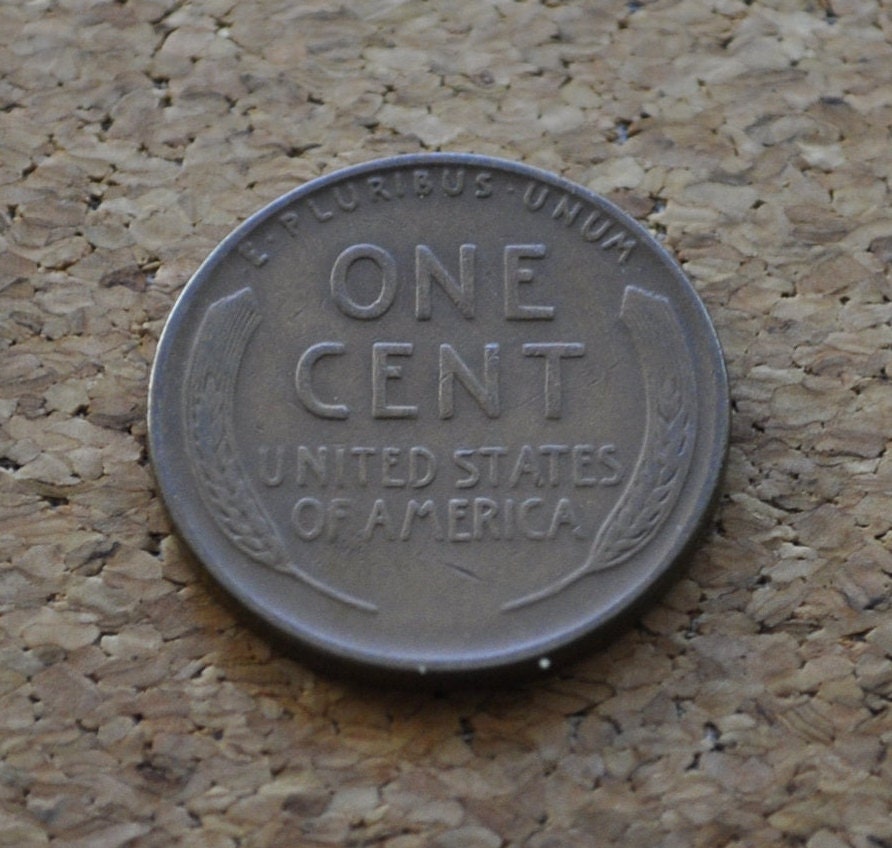 E·PLURIBUS·UNUM
ONE
CENT
UNITED STATES
OF AMERICA